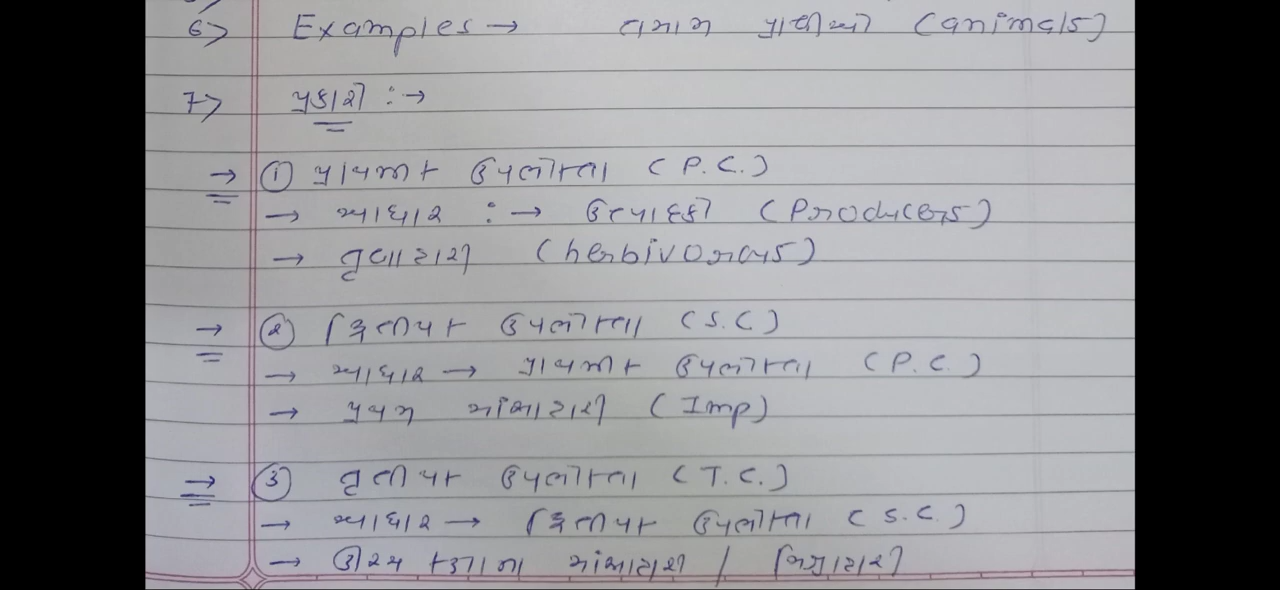 6> Examples → તમામ પ્રાણીઓ (animals)
7> પ્રકારો :→
→ ① પ્રાથમિક ઉપભોક્તા (P.C.)
→ આધાર :→ ઉત્પાદકો (Producers)
→ તૃણાહારી (herbivorous)
→ ② દ્વિતીયક ઉપભોક્તા (S.C)
→ આધાર → પ્રાથમિક ઉપભોક્તા (P.C.)
→ પ્રથમ માંસાહારી (Imp)
→ ③ તૃતીયક ઉપભોક્તા (T.C.)
→ આધાર → દ્વિતીયક ઉપભોક્તા (S.C.)
→ ઉચ્ચ કક્ષાના માંસાહારી / મિશ્રાહારી